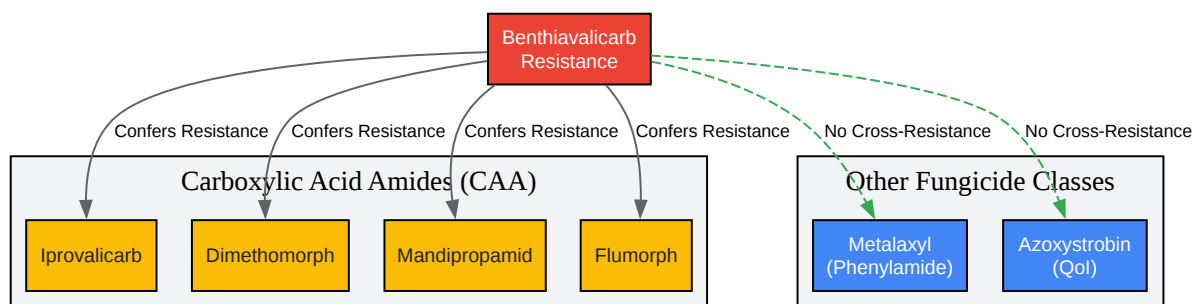 Benthiavalicarb
Resistance
Confers Resistance
Confers Resistance
Confers Resistance
Confers Resistance
No Cross-Resistance
No Cross-Resistance
Carboxylic Acid Amides (CAA)
Other Fungicide Classes
Iprovalicarb
Dimethomorph
Mandipropamid
Flumorph
Metalaxyl
(Phenylamide)
Azoxystrobin
(QoI)